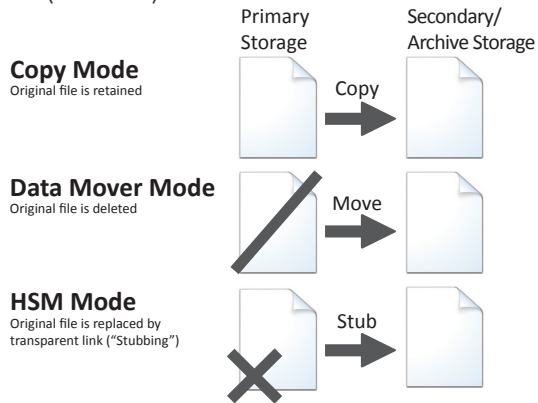 Primary
Storage
Secondary/
Archive Storage
Copy Mode
Original file is retained
Copy
Data Mover Mode
Original file is deleted
Move
HSM Mode
Original file is replaced by
transparent link (“Stubbing”)
Stub